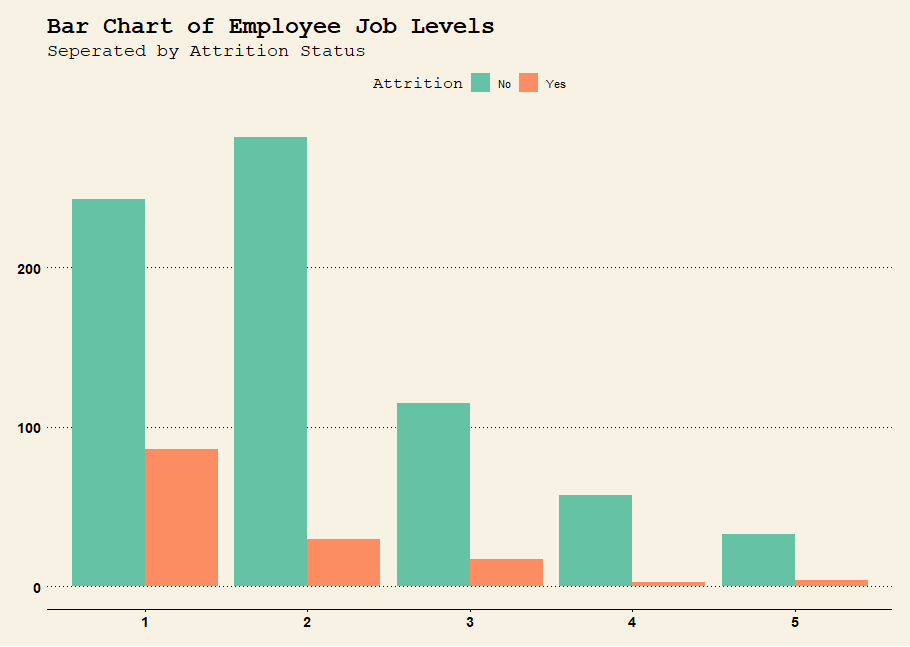 Bar Chart of Employee Job Levels
Seperated by Attrition Status
Attrition No Yes
200
100
0
1 2 3 4 5